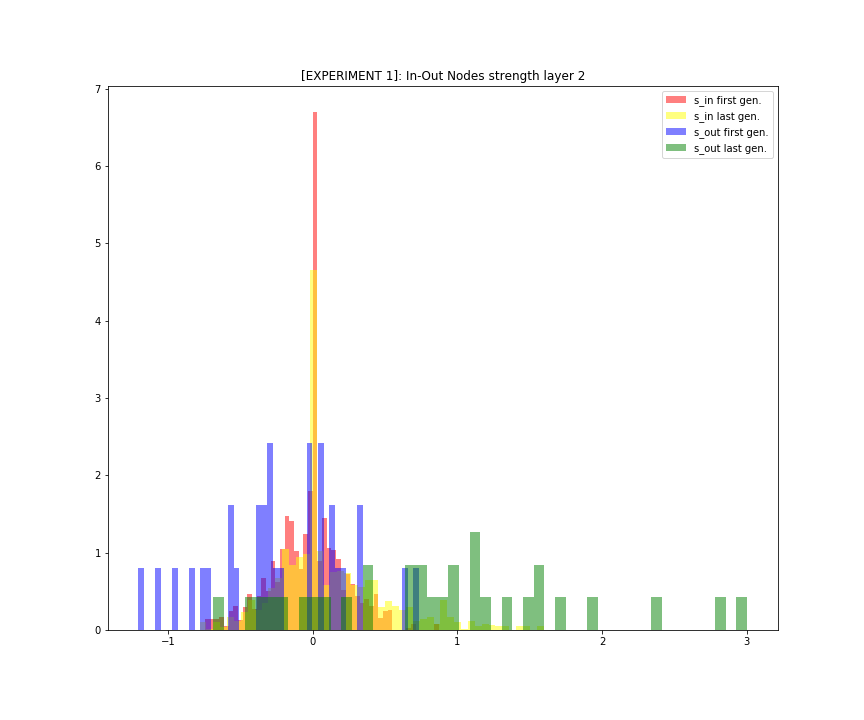 [EXPERIMENT 1]: In-Out Nodes strength layer 2
7
6
5
4
3
2
1
0
s_in first gen.
s_in last gen.
s_out first gen.
s_out last gen.
−1 0 1 2 3